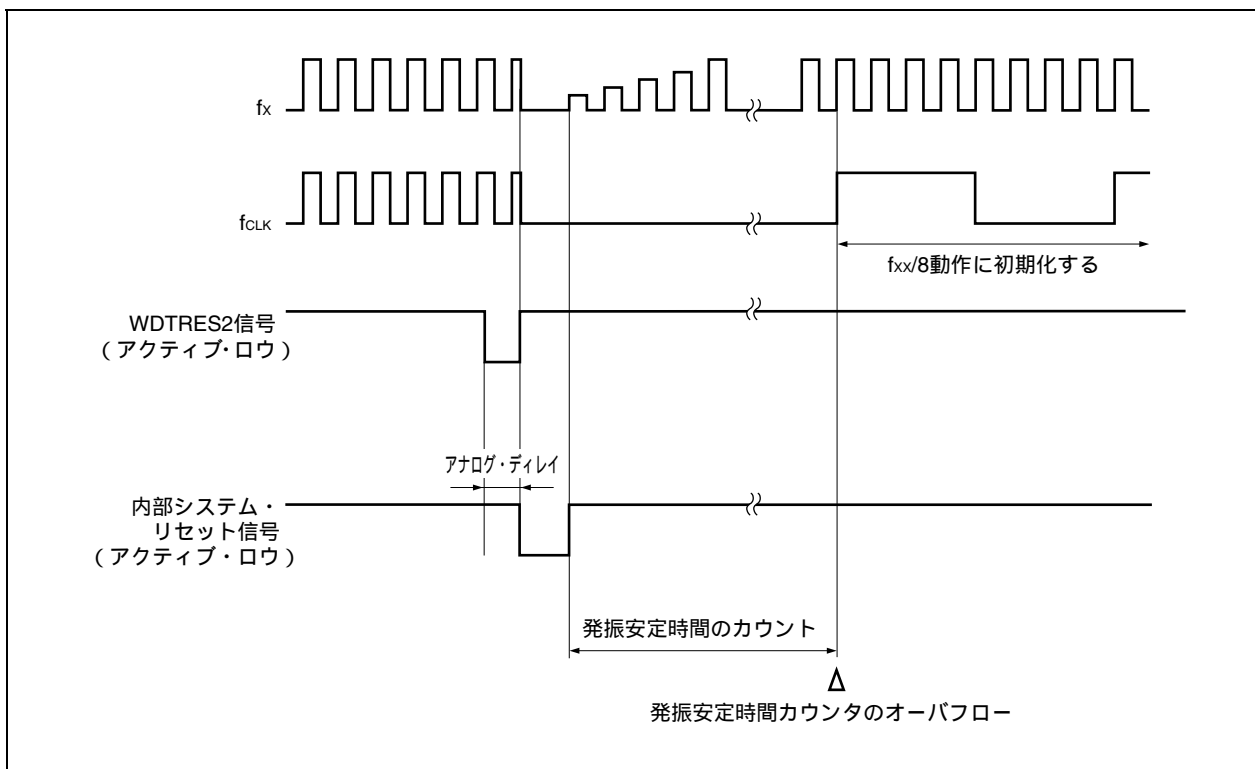 fX
fCLK
fXX/8動作に初期化する
WDTRES2信号
（アクティブ・ロウ）
アナログ・ディレイ
内部システム・
リセット信号
（アクティブ・ロウ）
発振安定時間のカウント
発振安定時間カウンタのオーバフロー